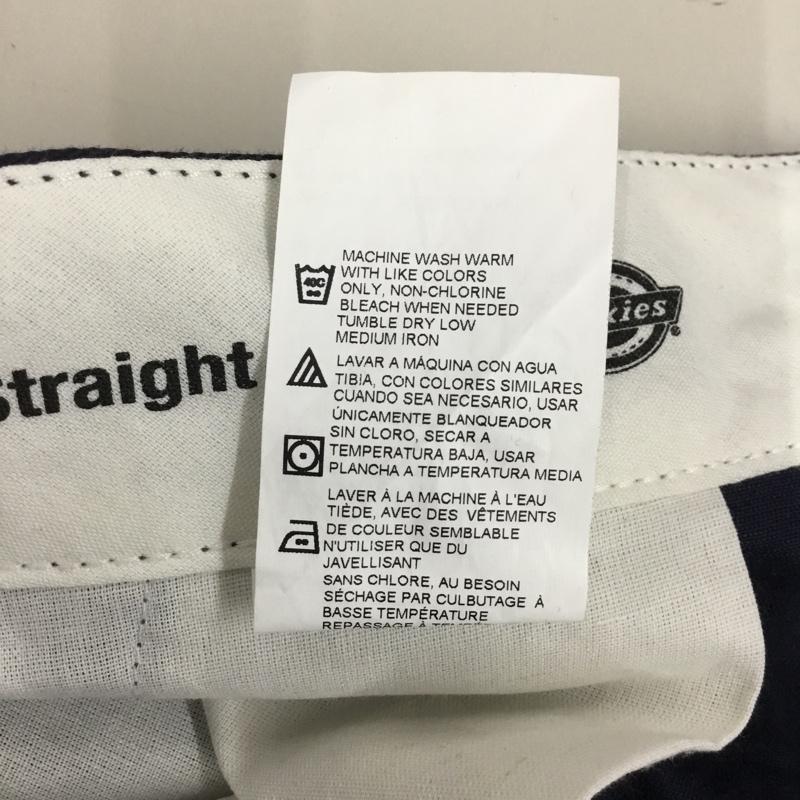 MACHINE WASH WARM
WITH LIKE COLORS
ONLY, NON-CHLORINE
BLEACH WHEN NEEDED
TUMBLE DRY LOW
MEDIUM IRON
40C
LAVAR A MÁQUINA CON AGUA
TIBIA, CON COLORES SIMILARES
CUANDO SEA NECESARIO, USAR
ÚNICAMENTE BLANQUEADOR
SIN CLORO, SECAR A
TEMPERATURA BAJA, USAR
PLANCHA A TEMPERATURA MEDIA
LAVER À LA MACHINE À L'EAU
TIÈDE, AVEC DES VÊTEMENTS
DE COULEUR SEMBLABLE
N'UTILISER QUE DU
JAVELLISANT
SANS CHLORE, AU BESOIN
SÉCHAGE PAR CULBUTAGE À
BASSE TEMPÉRATURE
REPASSAGE À
Straight
kies®